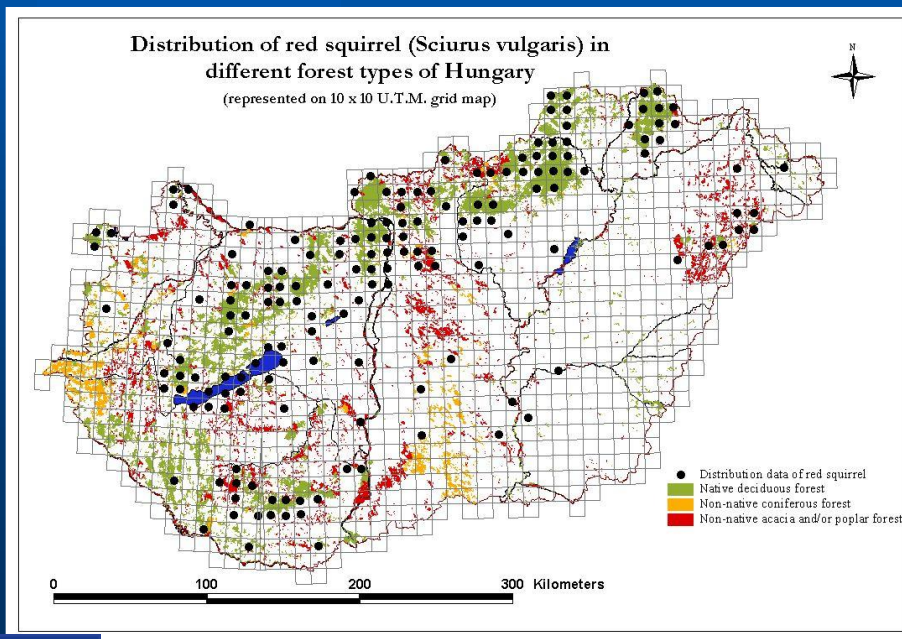 Distribution of red squirrel (Sciurus vulgaris) in
different forest types of Hungary
(represented on 10 x 10 U.T.M. grid map)
N
Distribution data of red squirrel
Native deciduous forest
Non-native coniferous forest
Non-native acacia and/or poplar forest
0 100 200 300 Kilometers